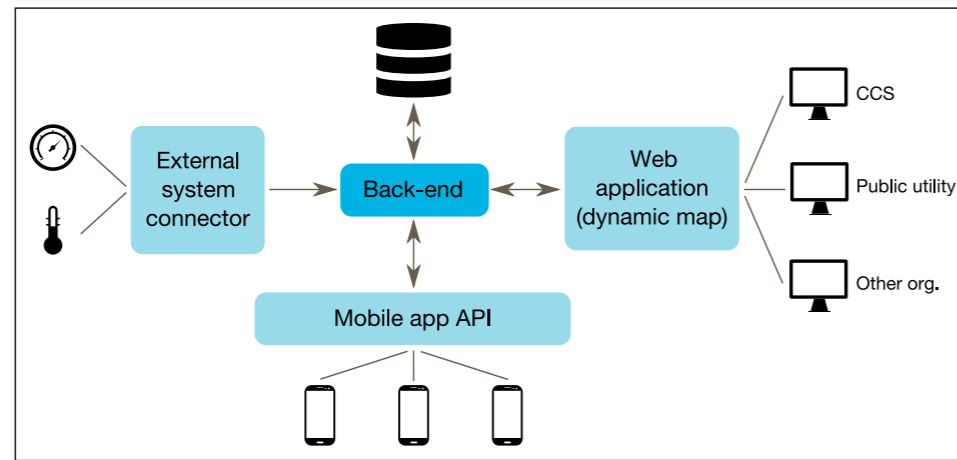 External
system
connector
Back-end
Web
application
(dynamic map)
CCS
Public utility
Other org.
Mobile app API